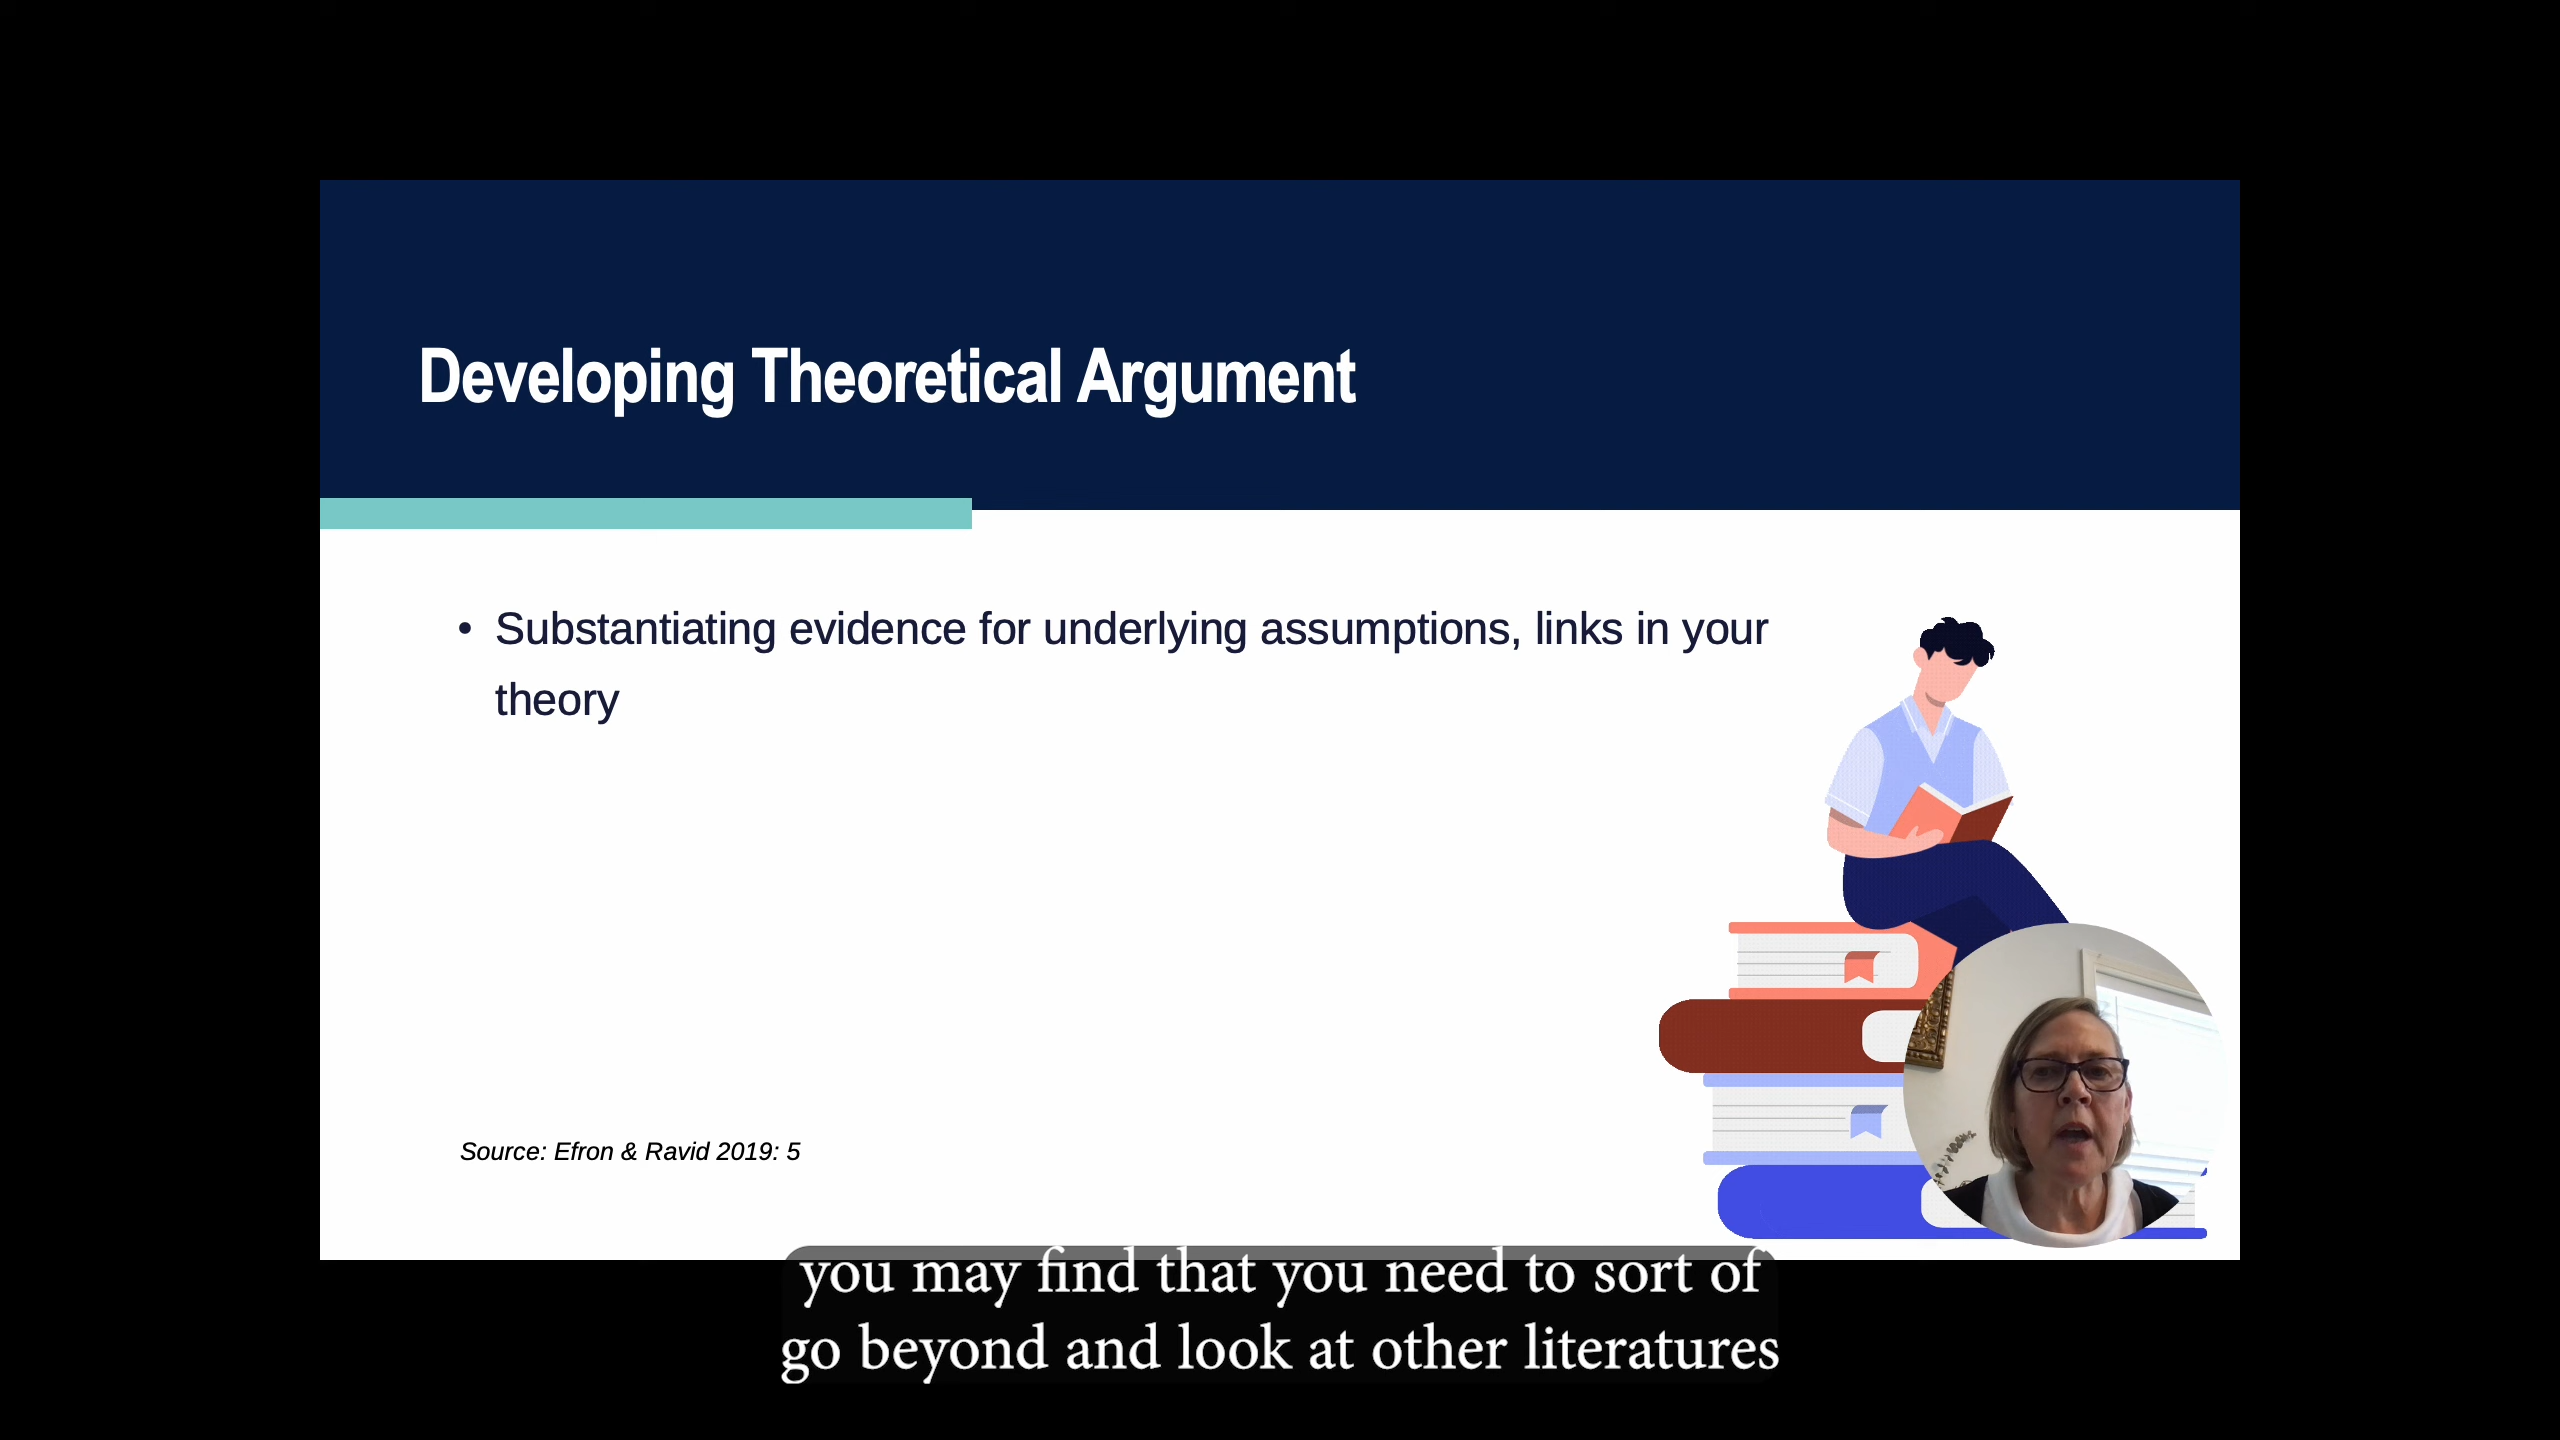 Developing Theoretical Argument
• Substantiating evidence for underlying assumptions, links in your
theory
Source: Efron & Ravid 2019: 5
you may find that you need to sort of
go beyond and look at other literatures